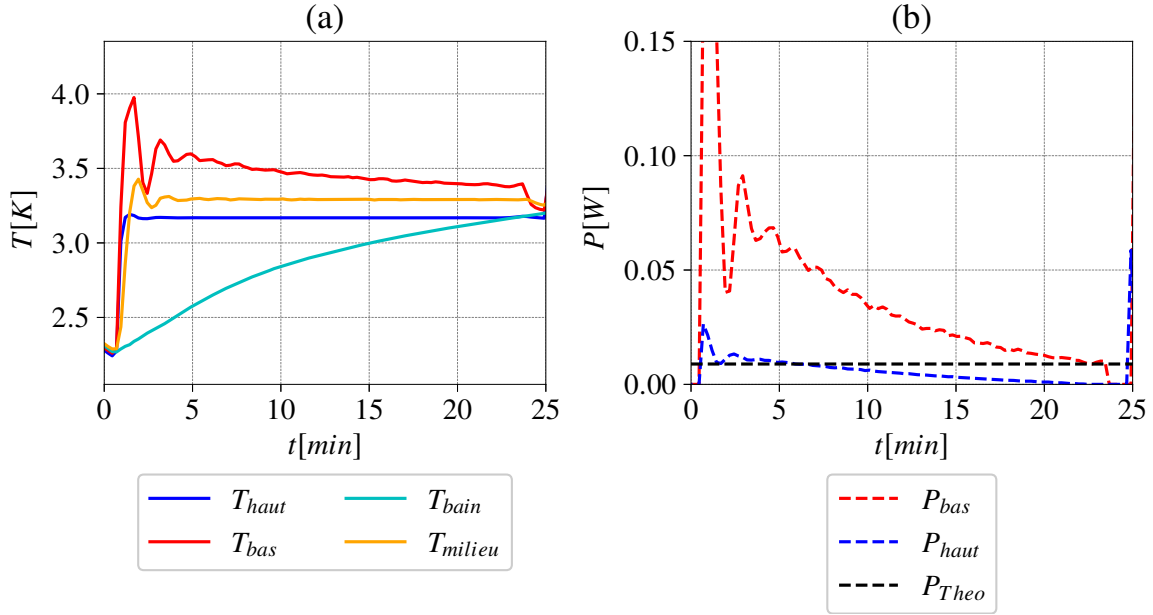 (a) (b)
T[K]
4.0
3.5
3.0
2.5
0 5 10 15 20 25
t[min]
P[W]
0.15
0.10
0.05
0.00
0 5 10 15 20 25
t[min]
T_haut T_bain
T_bas T_milieu
P_bas
P_haut
P_Theo